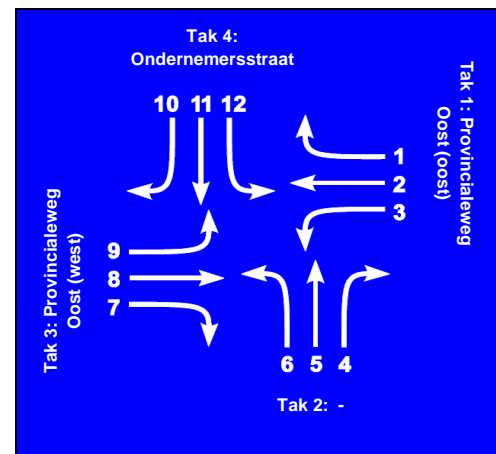 Tak 4:
Ondernemersstraat
10 11 12
Tak 1: Provincialeweg
Oost (oost)
1
2
3
Tak 3: Provincialeweg
Oost (west)
9
8
7
6 5 4
Tak 2: -